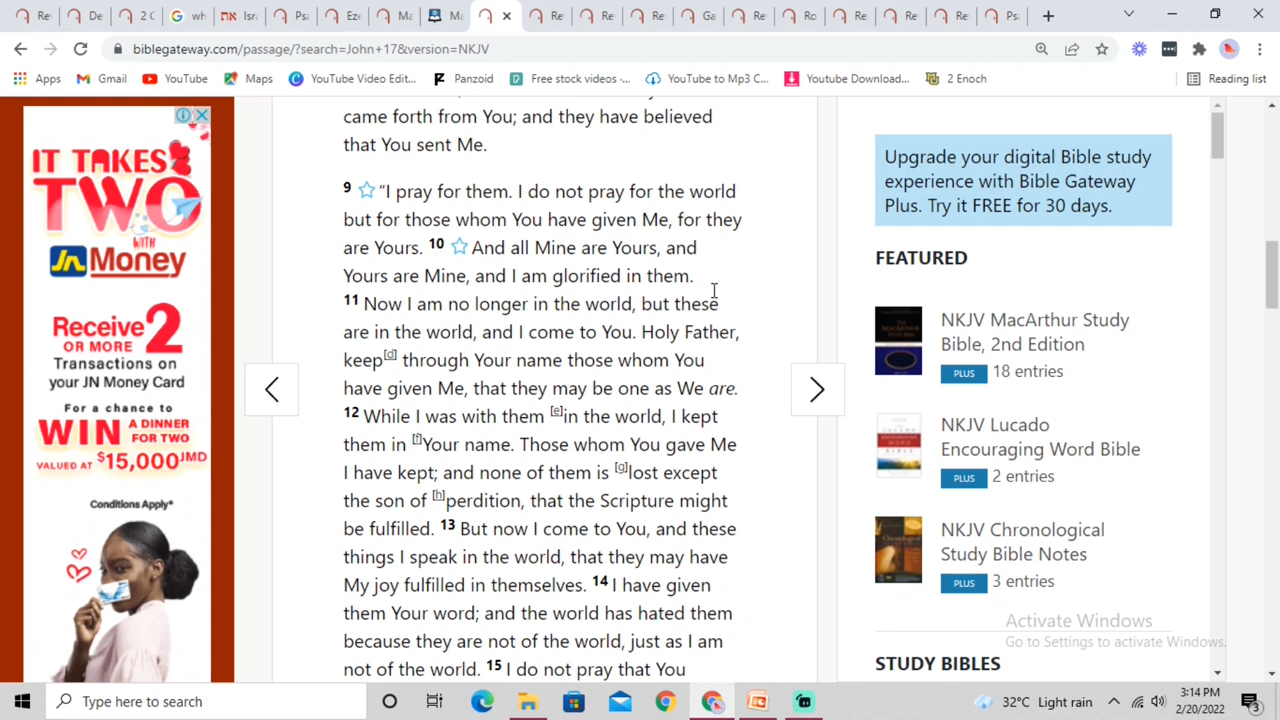 Re
De
2 C
wh
את Isra
Psa
Eze
Ma
Ma
Re
Re
Re
Ga
Re
Ro
Re
Re
Re
Psa
biblegateway.com/passage/?search=John+17&version=NKJV
Apps
Gmail
YouTube
Maps
YouTube Video Edit...
Panzoid
Free stock videos -...
YouTube to Mp3 C...
Youtube Download...
2 Enoch
Reading list
IT TAKES
TWO
WITH
JN Money
Receive 2
OR MORE
Transactions on
your JN Money Card
For a chance to
WIN A DINNER
FOR TWO
VALUED AT $15,000JMD
Conditions Apply*
came forth from You; and they have believed
that You sent Me.
9 “I pray for them. I do not pray for the world
but for those whom You have given Me, for they
are Yours. 10 And all Mine are Yours, and
Yours are Mine, and I am glorified in them.
11 Now I am no longer in the world, but these
are in the world, and I come to You. Holy Father,
keep[d] through Your name those whom You
have given Me, that they may be one as We are.
12 While I was with them [e]in the world, I kept
them in [f]Your name. Those whom You gave Me
I have kept; and none of them is [g]lost except
the son of [h]perdition, that the Scripture might
be fulfilled. 13 But now I come to You, and these
things I speak in the world, that they may have
My joy fulfilled in themselves. 14 I have given
them Your word; and the world has hated them
because they are not of the world, just as I am
not of the world. 15 I do not pray that You
Upgrade your digital Bible study
experience with Bible Gateway
Plus. Try it FREE for 30 days.
FEATURED
NKJV MacArthur Study
Bible, 2nd Edition
PLUS 18 entries
NKJV Lucado
Encouraging Word Bible
PLUS 2 entries
NKJV Chronological
Study Bible Notes
PLUS 3 entries
Activate Windows
Go to Settings to activate Windows.
STUDY BIBLES
Type here to search
32°C Light rain
3:14 PM
2/20/2022
3